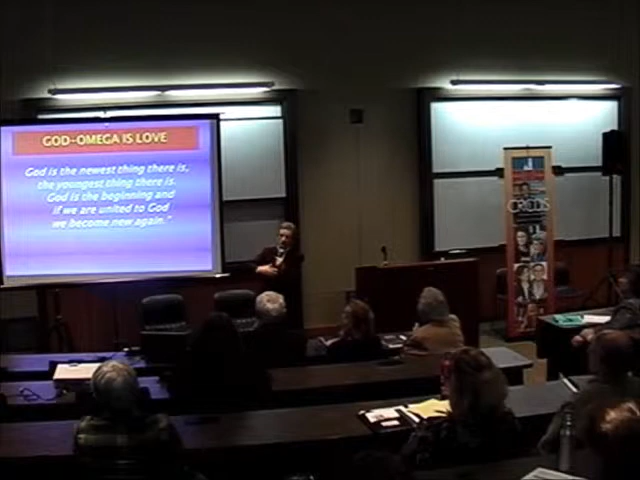 GOD-OMEGA IS LOVE
God is the newest thing there is,
the youngest thing there is.
God is the beginning and
if we are united to God
we become new again."
CROSS